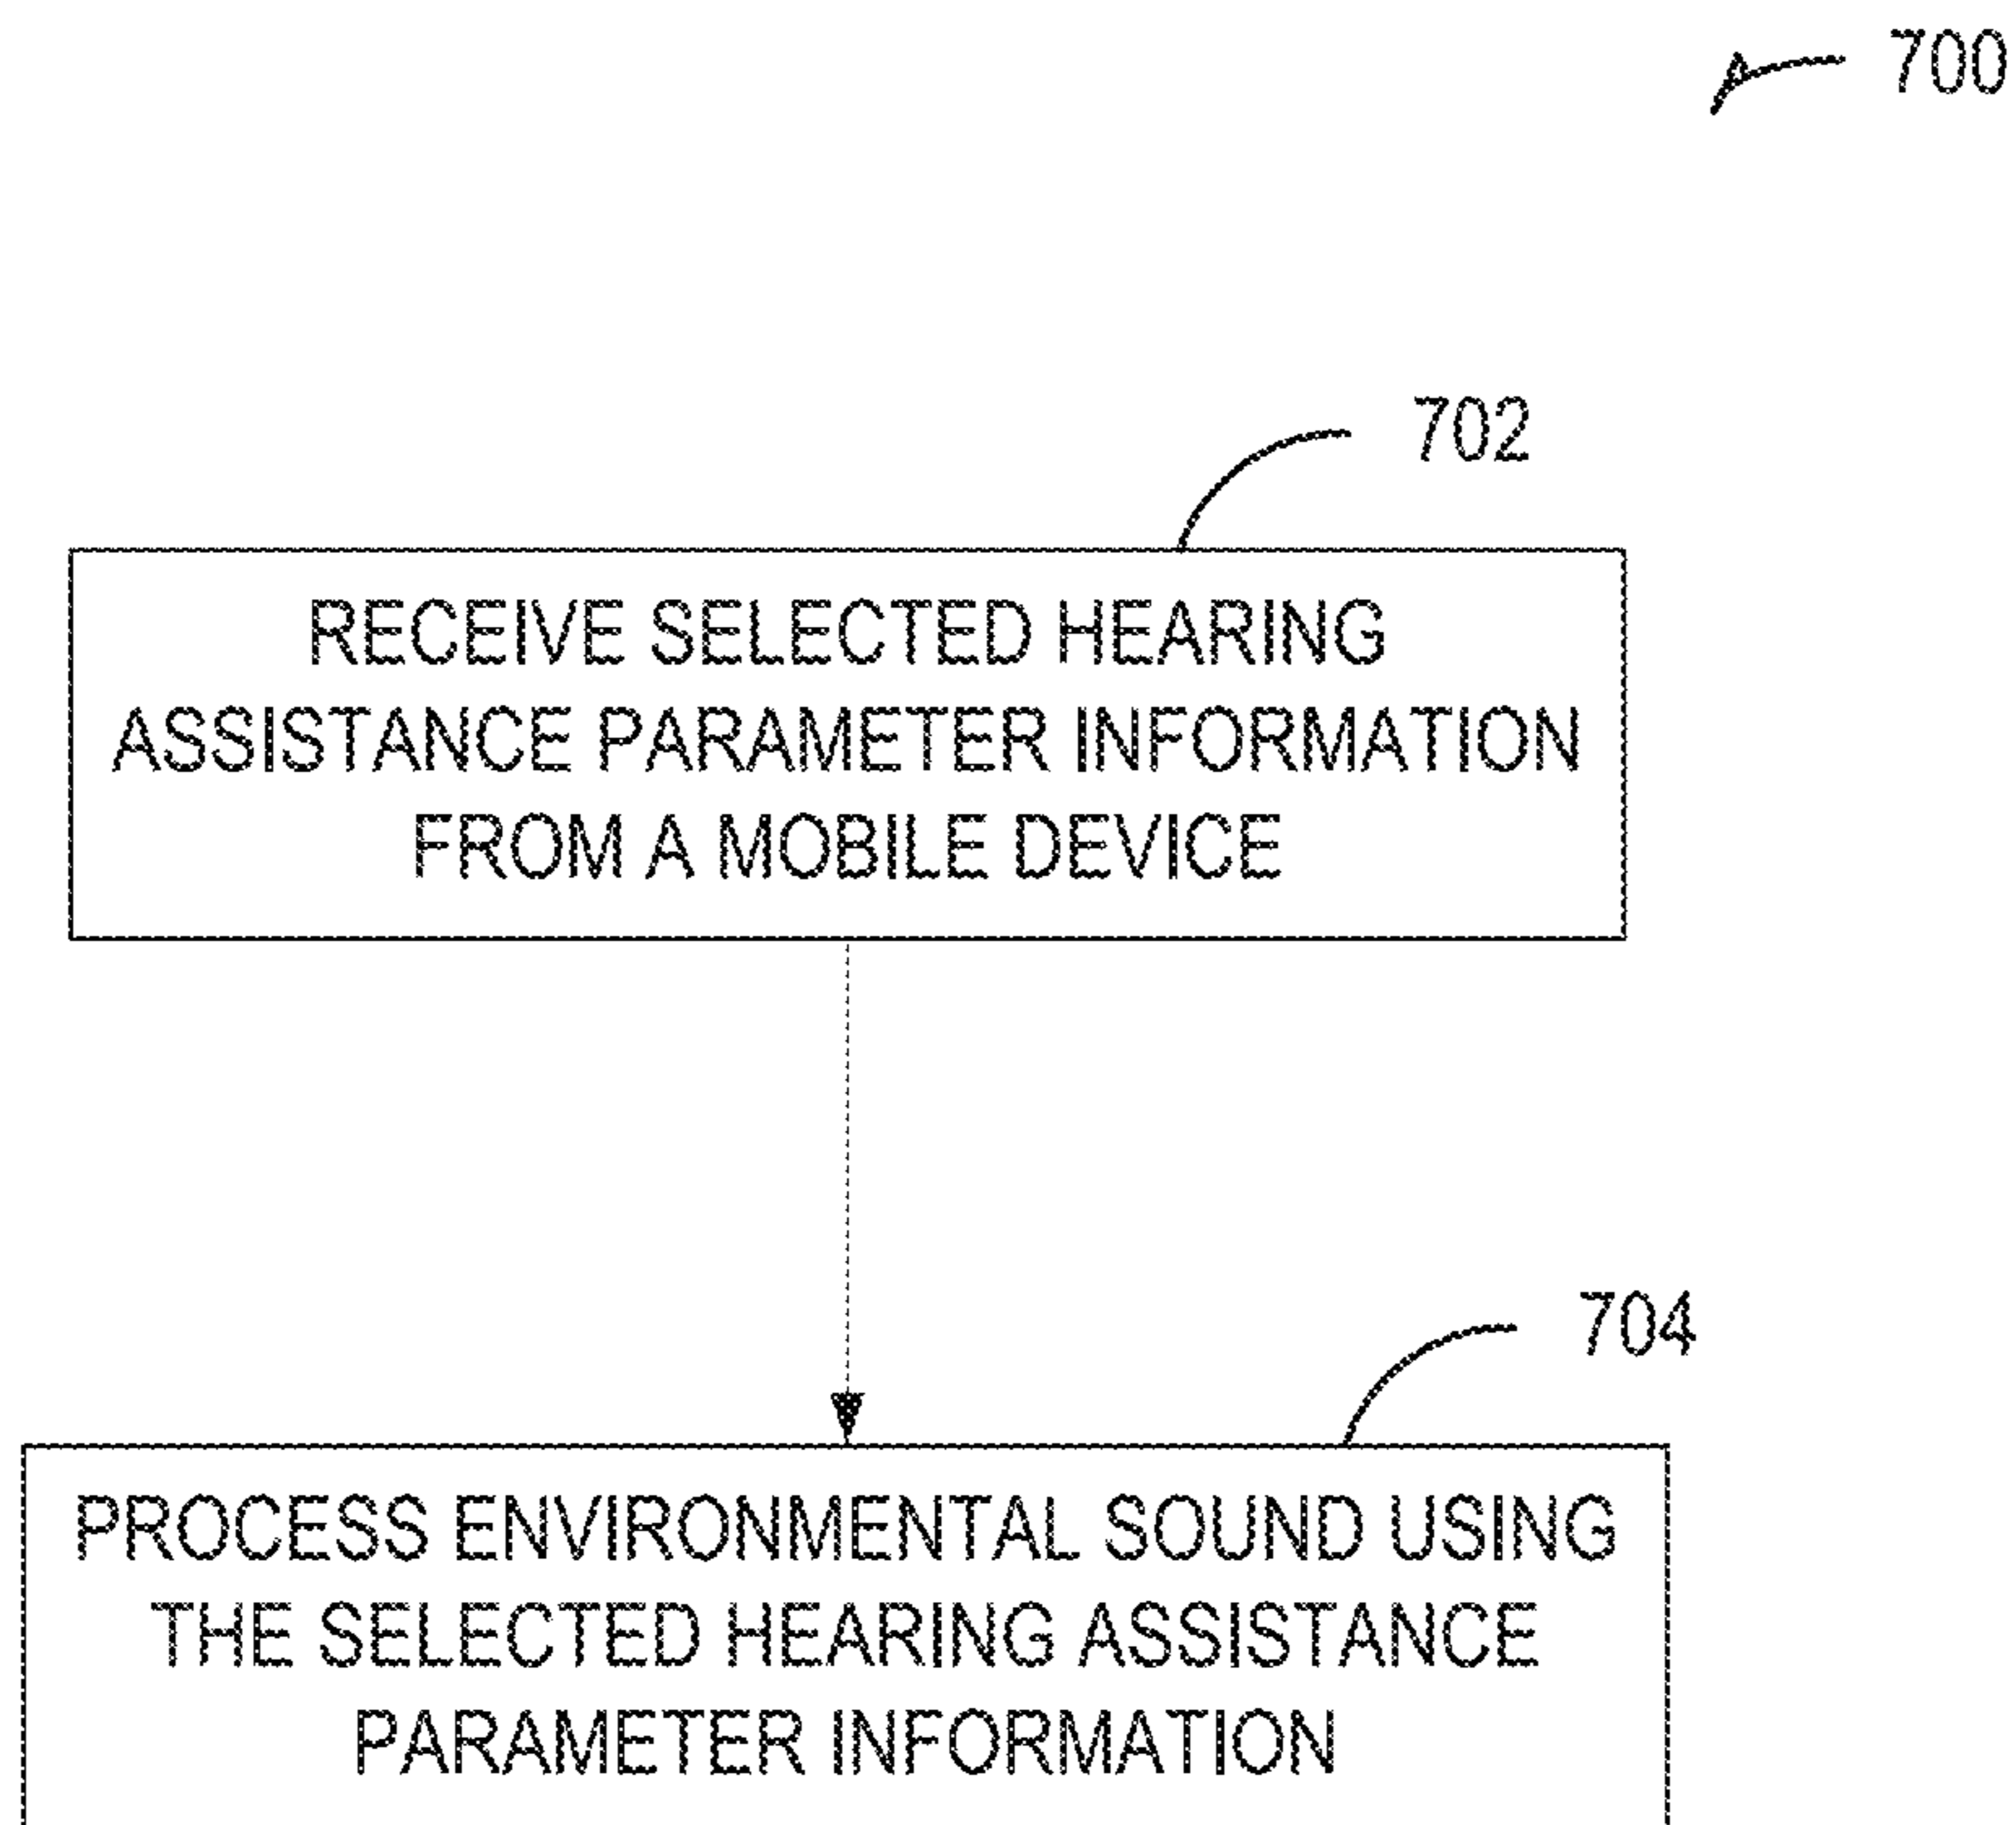 700
702
RECEIVE SELECTED HEARING
ASSISTANCE PARAMETER INFORMATION
FROM A MOBILE DEVICE
704
PROCESS ENVIRONMENTAL SOUND USING
THE SELECTED HEARING ASSISTANCE
PARAMETER INFORMATION